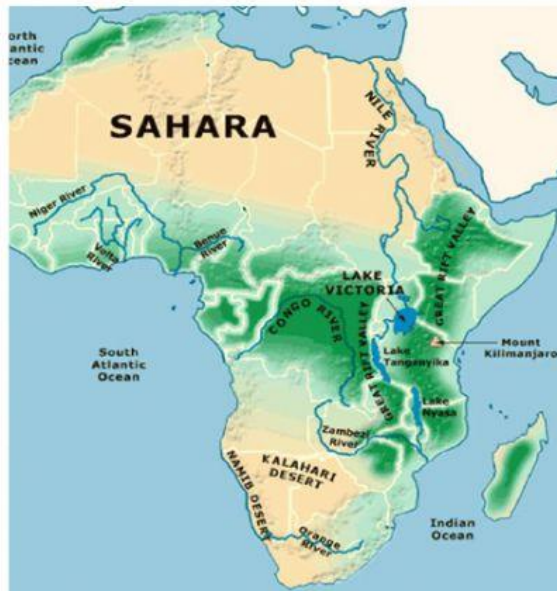 orth
lantic
cean
SAHARA
NILE RIVER
Niger River
Volta
River
Benue
River
GREAT RIFT VALLEY
LAKE
VICTORIA
CONGO RIVER
GREAT RIFT VALLEY
Mount
Kilimanjaro
Lake
Tanganyika
South
Atlantic
Ocean
Lake
Nyasa
Zambezi
River
KALAHARI
DESERT
NAMIB DESERT
Orange
River
Indian
Ocean